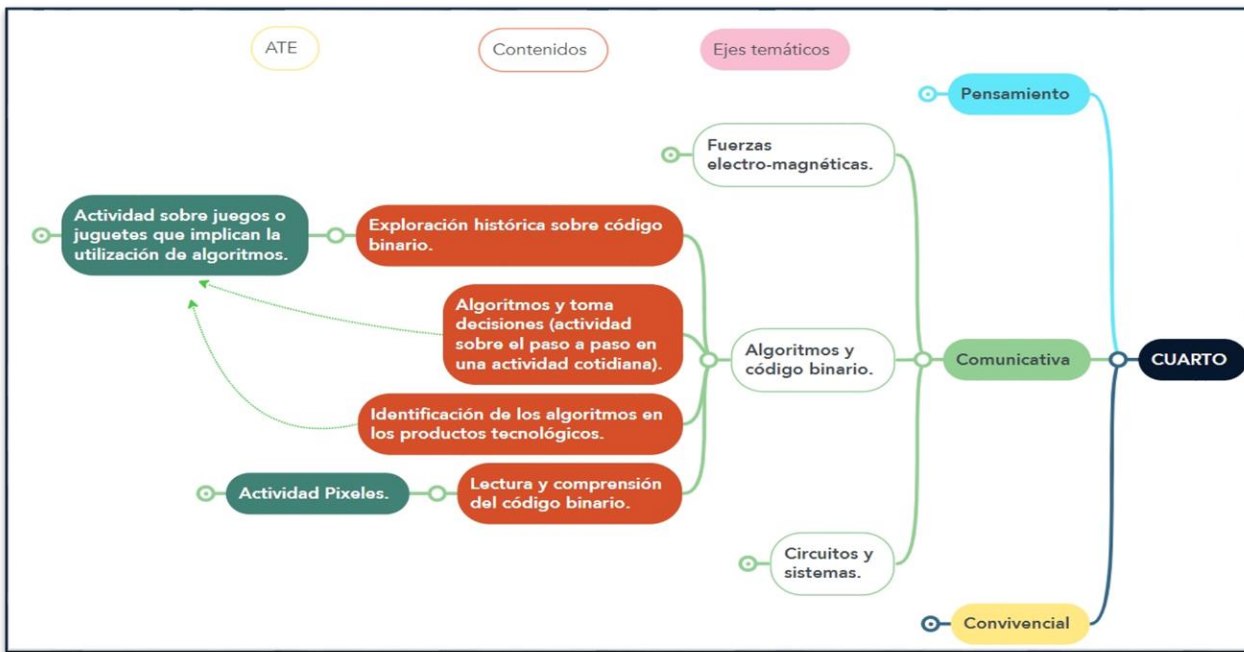 ATE
Contenidos
Ejes temáticos
Pensamiento
Fuerzas
electro-magnéticas.
Actividad sobre juegos o
juguetes que implican la
utilización de algoritmos.
Exploración histórica sobre código
binario.
Algoritmos y toma
decisiones (actividad
sobre el paso a paso en
una actividad cotidiana).
Algoritmos y
código binario.
Comunicativa
CUARTO
Identificación de los algoritmos en
los productos tecnológicos.
Actividad Pixeles.
Lectura y comprensión
del código binario.
Circuitos y
sistemas.
Convivencial